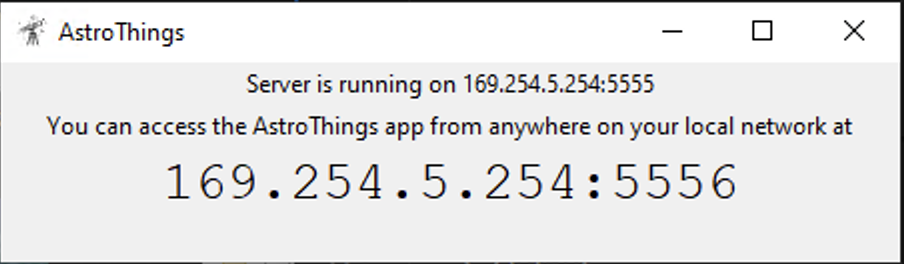 AstroThings
Server is running on 169.254.5.254:5555
You can access the AstroThings app from anywhere on your local network at
169.254.5.254:5556